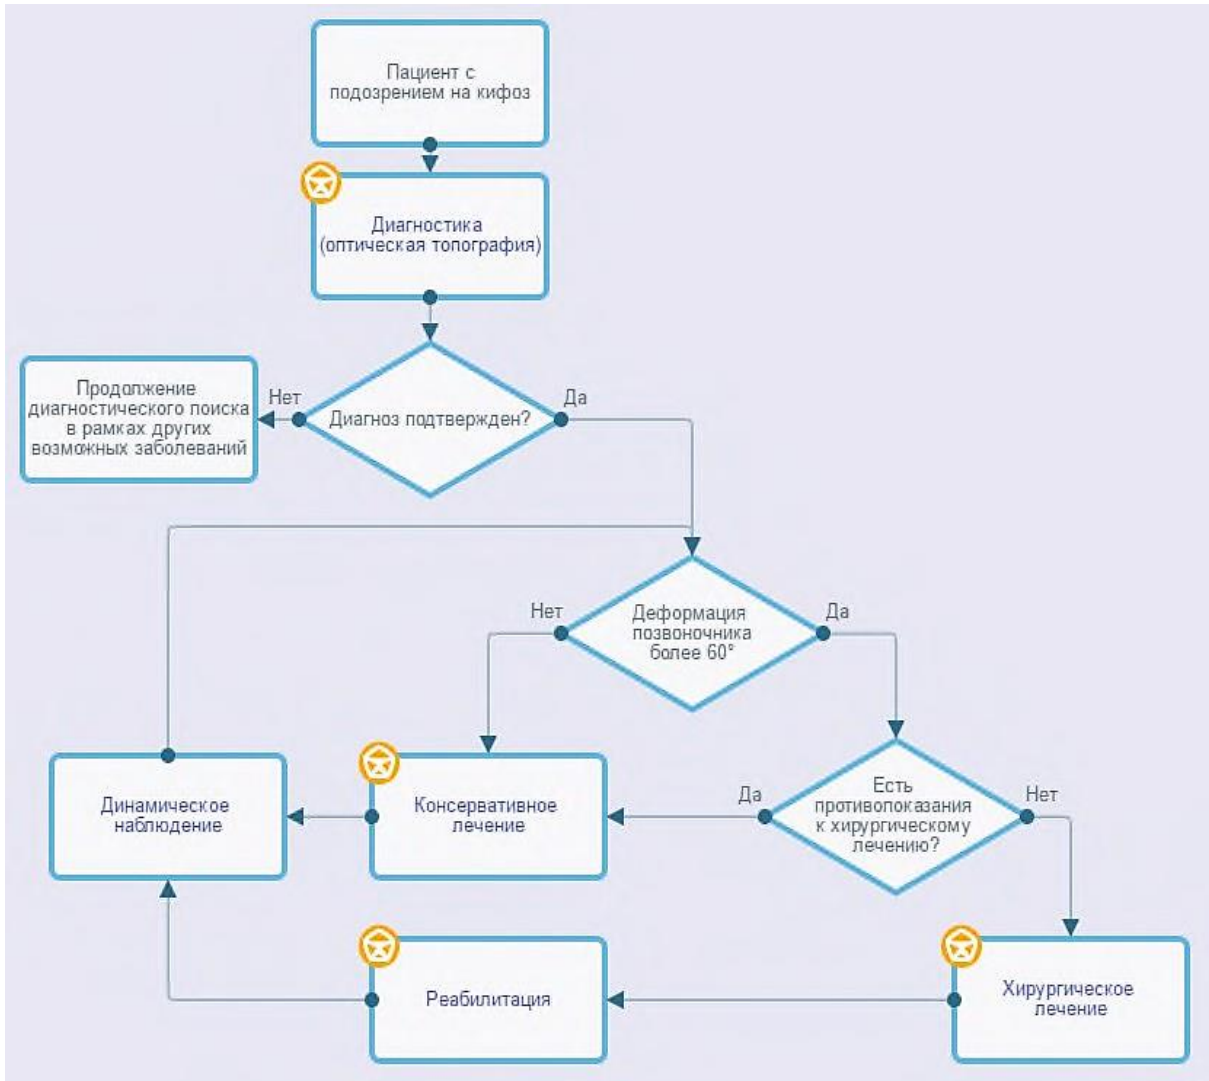 Пациент с
подозрением на кифоз
Диагностика
(оптическая топография)
Продолжение
диагностического поиска
в рамках других
возможных заболеваний
Нет
Диагноз подтвержден?
Да
Нет
Деформация
позвоночника
более 60°
Да
Динамическое
наблюдение
Консервативное
лечение
Да
Есть
противопоказания
к хирургическому
лечению?
Нет
Реабилитация
Хирургическое
лечение